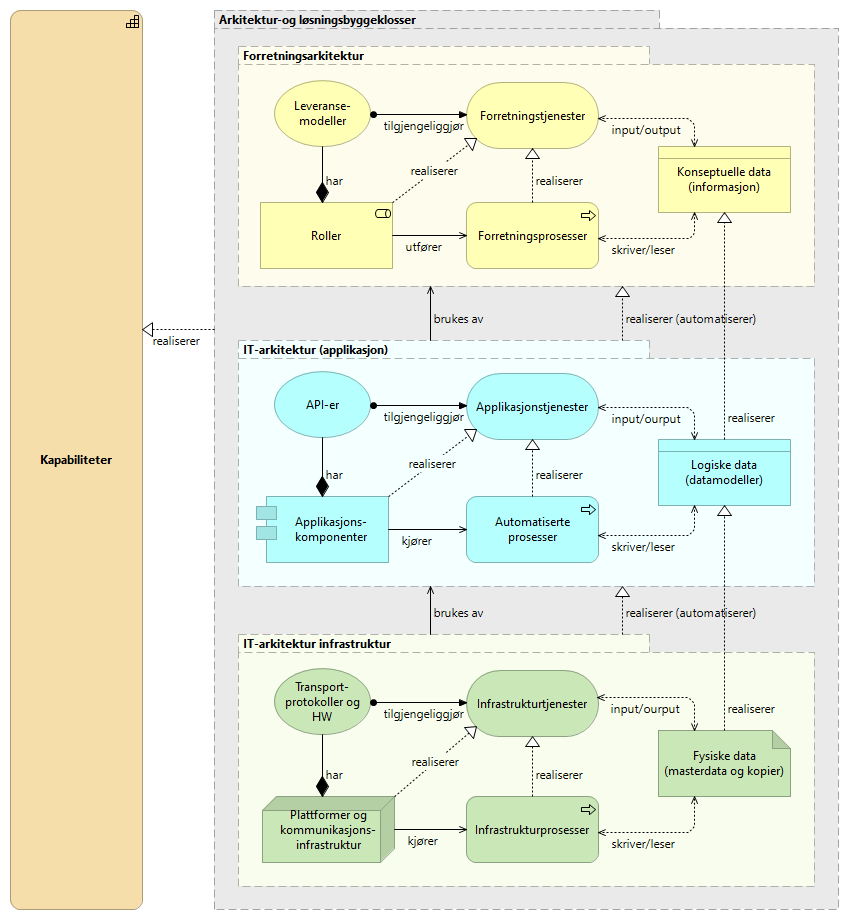 Arkitektur-og løsningsbyggeklosser
Kapabiliteter
realiserer
Forretningsarkitektur
Leveranse-
modeller
tilgjengeliggjør
Forretningstjenester
input/output
Konseptuelle data
(informasjon)
har
realiserer
realiserer
Roller
utfører
Forretningsprosesser
skriver/leser
brukes av
realiserer (automatiserer)
IT-arkitektur (applikasjon)
API-er
tilgjengeliggjør
Applikasjonstjenester
input/ourput
realiserer
Logiske data
(datamodeller)
har
realiserer
realiserer
Applikasjons-
komponenter
kjører
Automatiserte
prosesser
skriver/leser
brukes av
realiserer (automatiserer)
IT-arkitektur infrastruktur
Transport-
protokoller og
HW
tilgjengeliggjør
Infrastrukturtjenester
input/ourput
realiserer
Fysiske data
(masterdata og kopier)
har
realiserer
realiserer
Plattformer og
kommunikasjons-
infrastruktur
kjører
Infrastrukturprosesser
skriver/leser